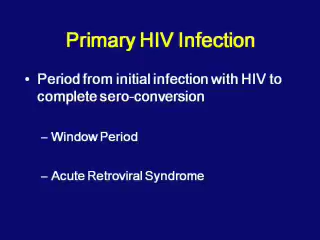 Primary HIV Infection
• Period from initial infection with HIV to
complete sero-conversion
– Window Period
– Acute Retroviral Syndrome